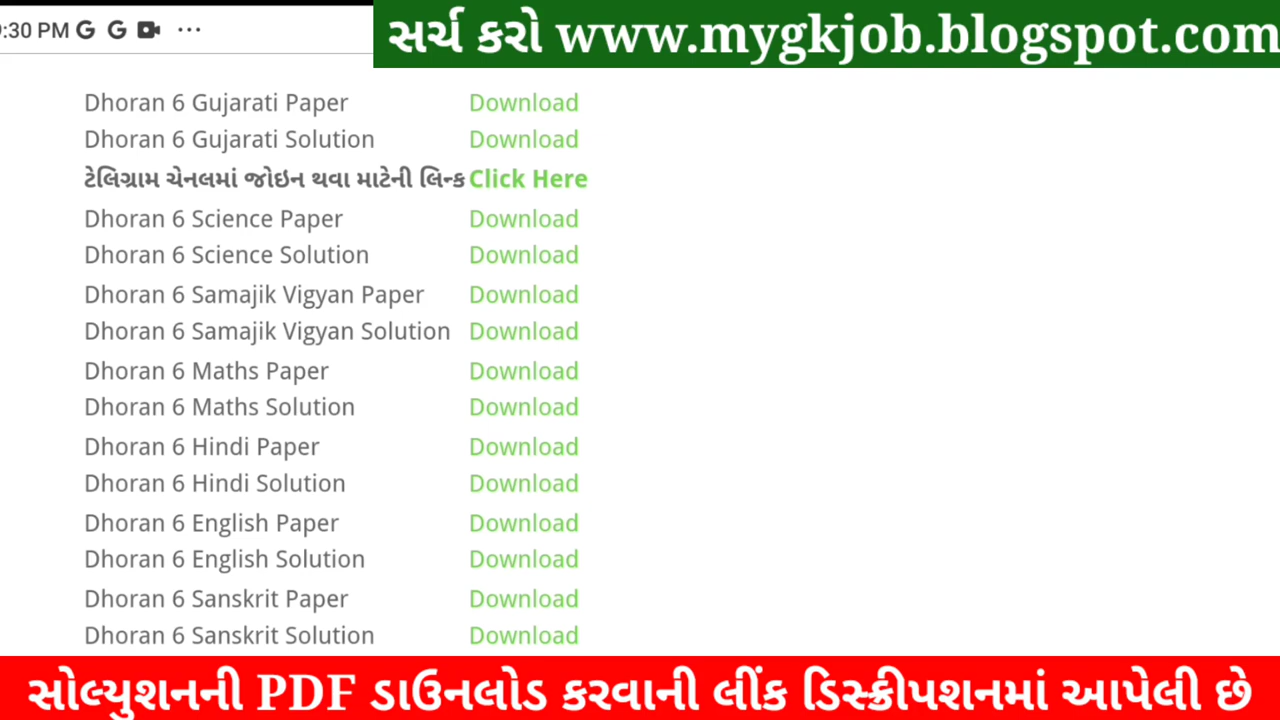 :30 PM G G ...
સર્ચ કરો www.mygkjob.blogspot.com
Dhoran 6 Gujarati Paper Download
Dhoran 6 Gujarati Solution Download
ટેલિગ્રામ ચેનલમાં જોઇન થવા માટેની લિન્ક Click Here
Dhoran 6 Science Paper Download
Dhoran 6 Science Solution Download
Dhoran 6 Samajik Vigyan Paper Download
Dhoran 6 Samajik Vigyan Solution Download
Dhoran 6 Maths Paper Download
Dhoran 6 Maths Solution Download
Dhoran 6 Hindi Paper Download
Dhoran 6 Hindi Solution Download
Dhoran 6 English Paper Download
Dhoran 6 English Solution Download
Dhoran 6 Sanskrit Paper Download
Dhoran 6 Sanskrit Solution Download
સોલ્યુશનની PDF ડાઉનલોડ કરવાની લીંક ડિસ્ક્રીપશનમાં આપેલી છે